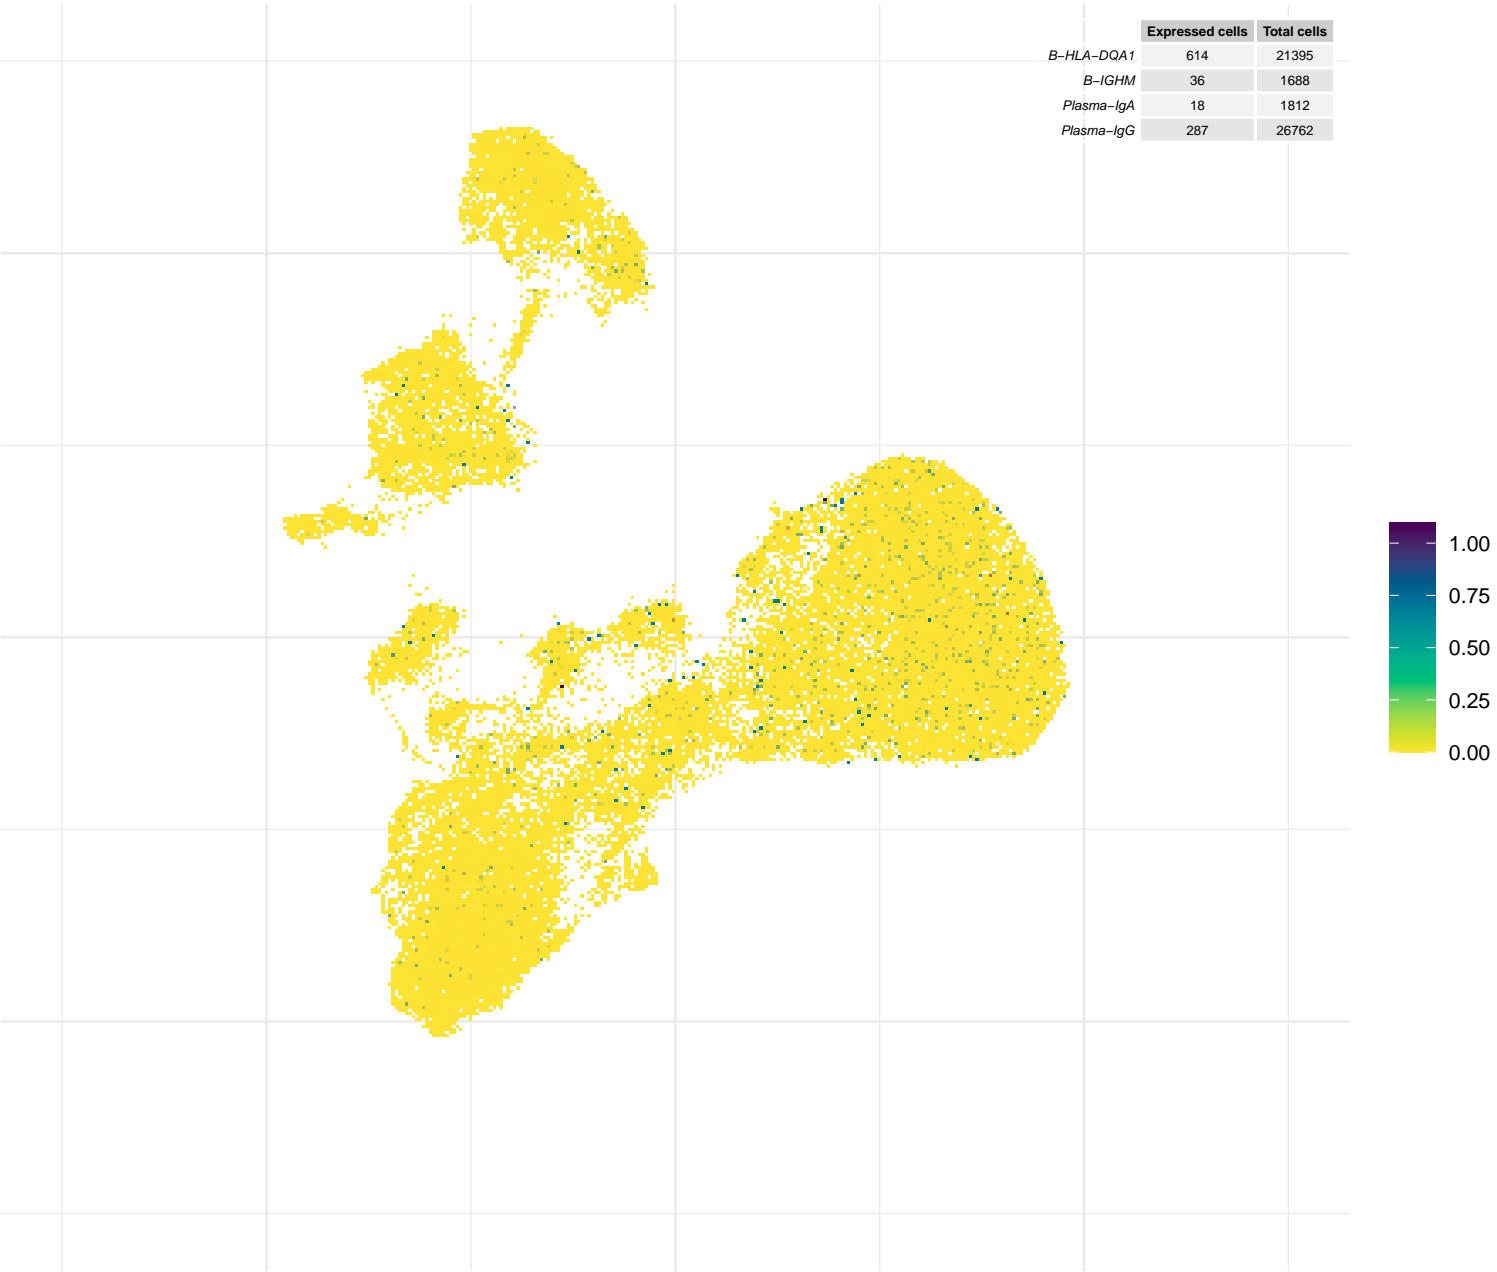 Expressed cells Total cells
B−HLA−DQA1 614 21395
B−IGHM 36 1688
Plasma−IgA 18 1812
Plasma−IgG 287 26762
1.00
0.75
0.50
0.25
0.00